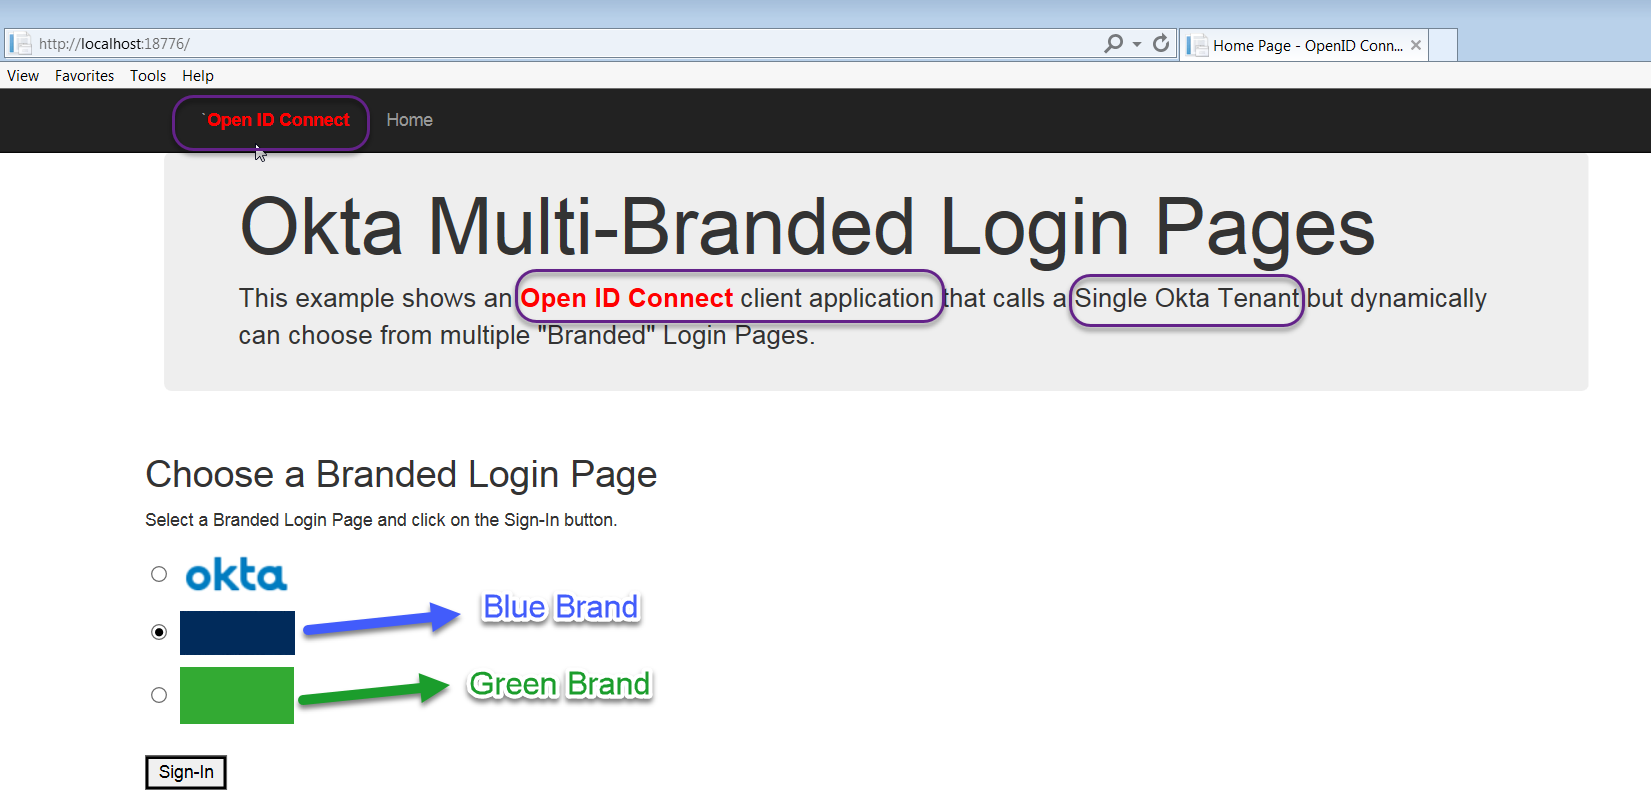 http://localhost:18776/
Home Page - OpenID Conn...
View Favorites Tools Help
`Open ID Connect Home
Okta Multi-Branded Login Pages
This example shows an Open ID Connect client application that calls a Single Okta Tenant but dynamically
can choose from multiple "Branded" Login Pages.
Choose a Branded Login Page
Select a Branded Login Page and click on the Sign-In button.
okta
Blue Brand
Green Brand
Sign-In